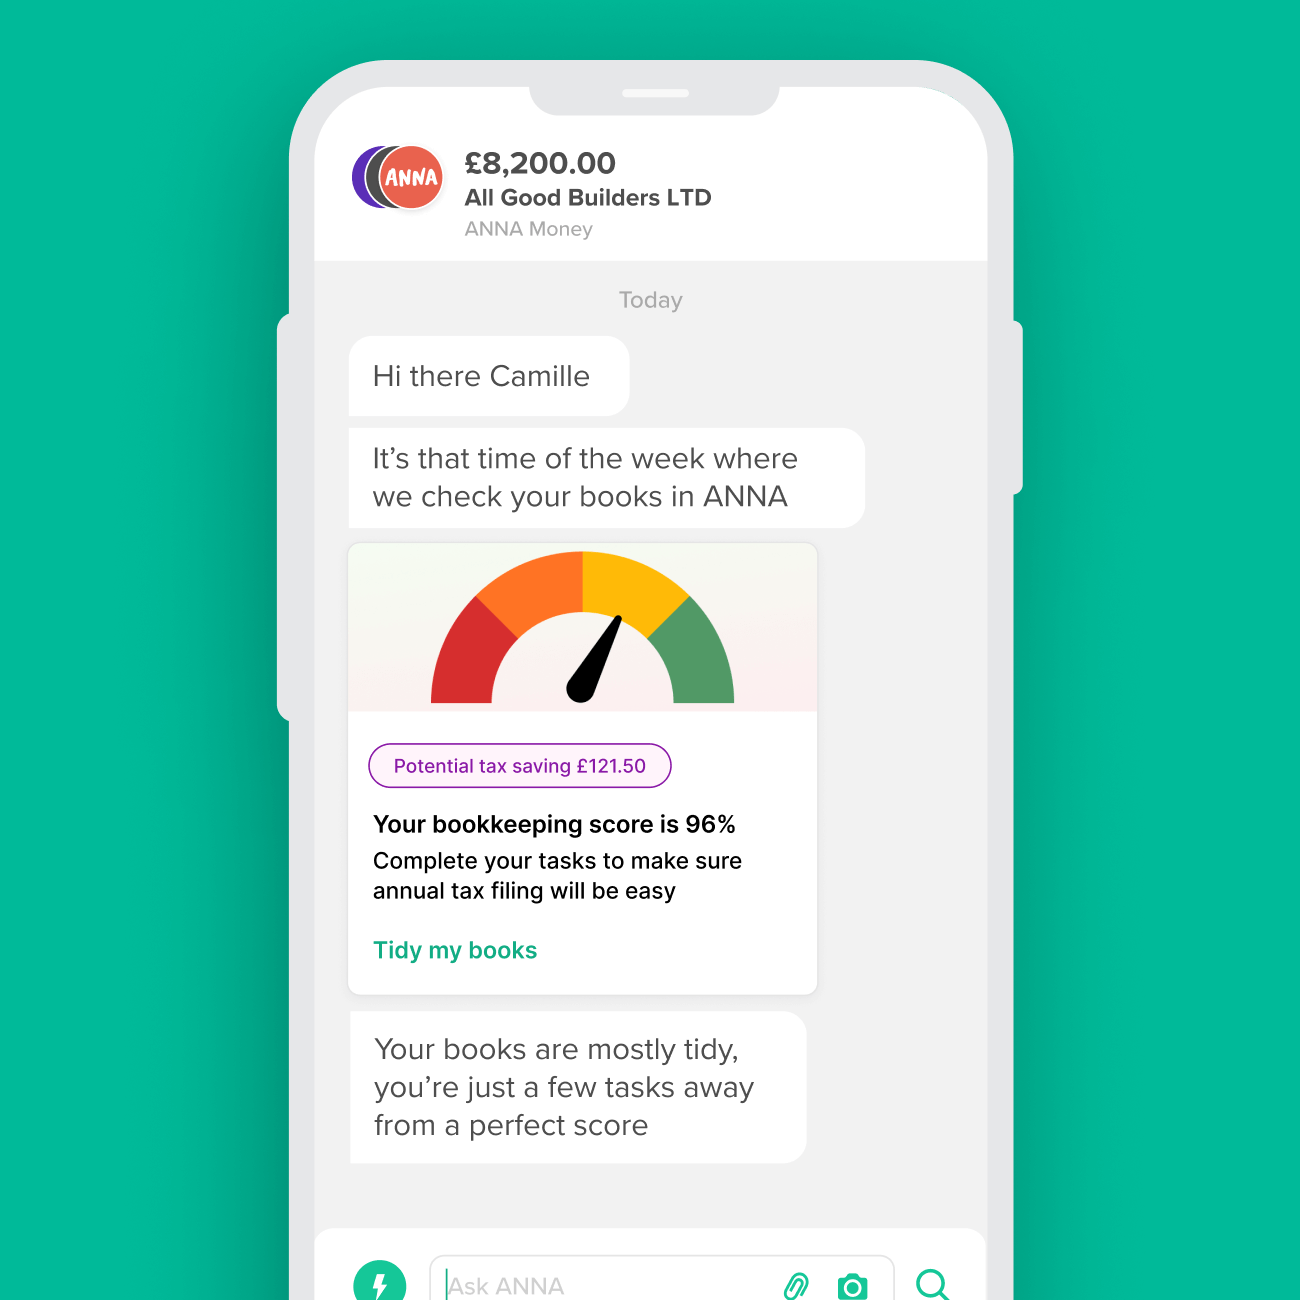 ANNA
£8,200.00
All Good Builders LTD
ANNA Money
Today
Hi there Camille
It’s that time of the week where
we check your books in ANNA
Potential tax saving £121.50
Your bookkeeping score is 96%
Complete your tasks to make sure
annual tax filing will be easy
Tidy my books
Your books are mostly tidy,
you’re just a few tasks away
from a perfect score
Ask ANNA